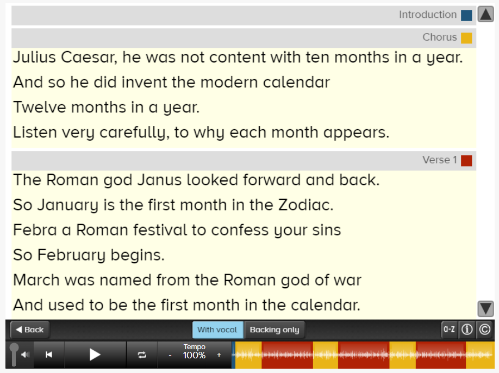 Introduction
Chorus
Julius Caesar, he was not content with ten months in a year.
And so he did invent the modern calendar
Twelve months in a year.
Listen very carefully, to why each month appears.
Verse 1
The Roman god Janus looked forward and back.
So January is the first month in the Zodiac.
Febra a Roman festival to confess your sins
So February begins.
March was named from the Roman god of war
And used to be the first month in the calendar.
Back With vocal Backing only 0-Z
Tempo
- 100% +